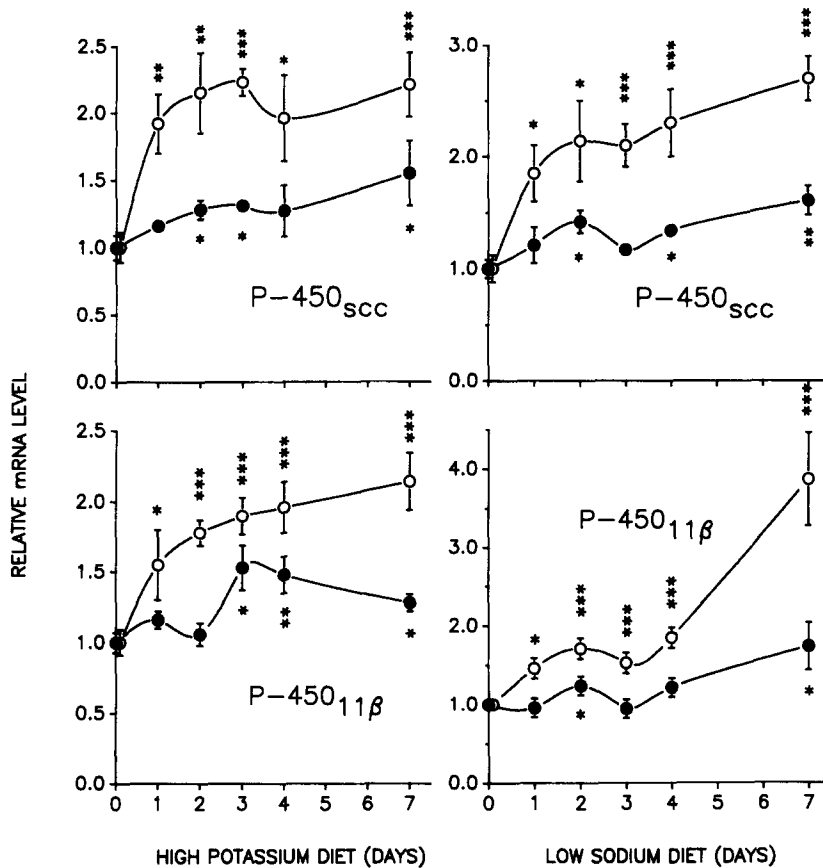 RELATIVE mRNA LEVEL
2.5
2.0
1.5
1.0
0.5
0.0
** ** *** * ***
* * *
P-450scc
3.0
2.0
1.0
0.0
* * *** *** ***
* * **
P-450scc
2.5
2.0
1.5
1.0
0.5
0.0
* *** *** *** ***
* ** *
P-45011β
0 1 2 3 4 5 6 7
HIGH POTASSIUM DIET (DAYS)
4.0
3.0
2.0
1.0
0.0
* *** *** *** ***
* *
P-45011β
0 1 2 3 4 5 6 7
LOW SODIUM DIET (DAYS)